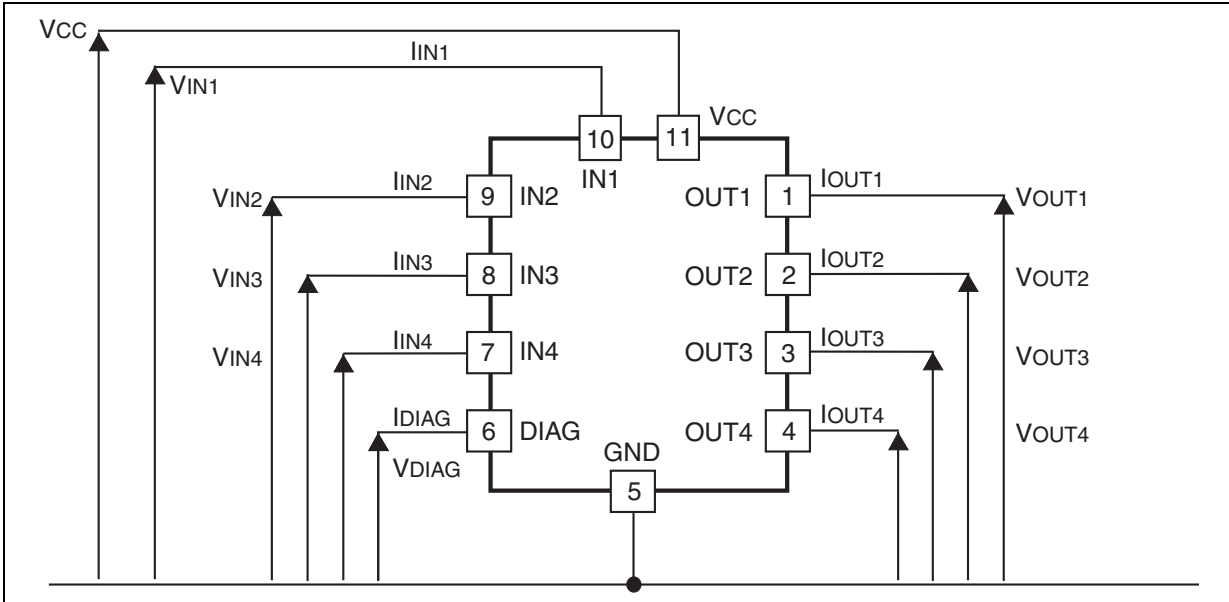 VCC
IIN1
VIN1
VCC
10
11
IN1
VIN2
IIN2
9
IN2
OUT1
1
IOUT1
VOUT1
VIN3
IIN3
8
IN3
OUT2
2
IOUT2
VOUT2
VIN4
IIN4
7
IN4
OUT3
3
IOUT3
VOUT3
IDIAG
6
DIAG
OUT4
4
IOUT4
VOUT4
VDIAG
GND
5